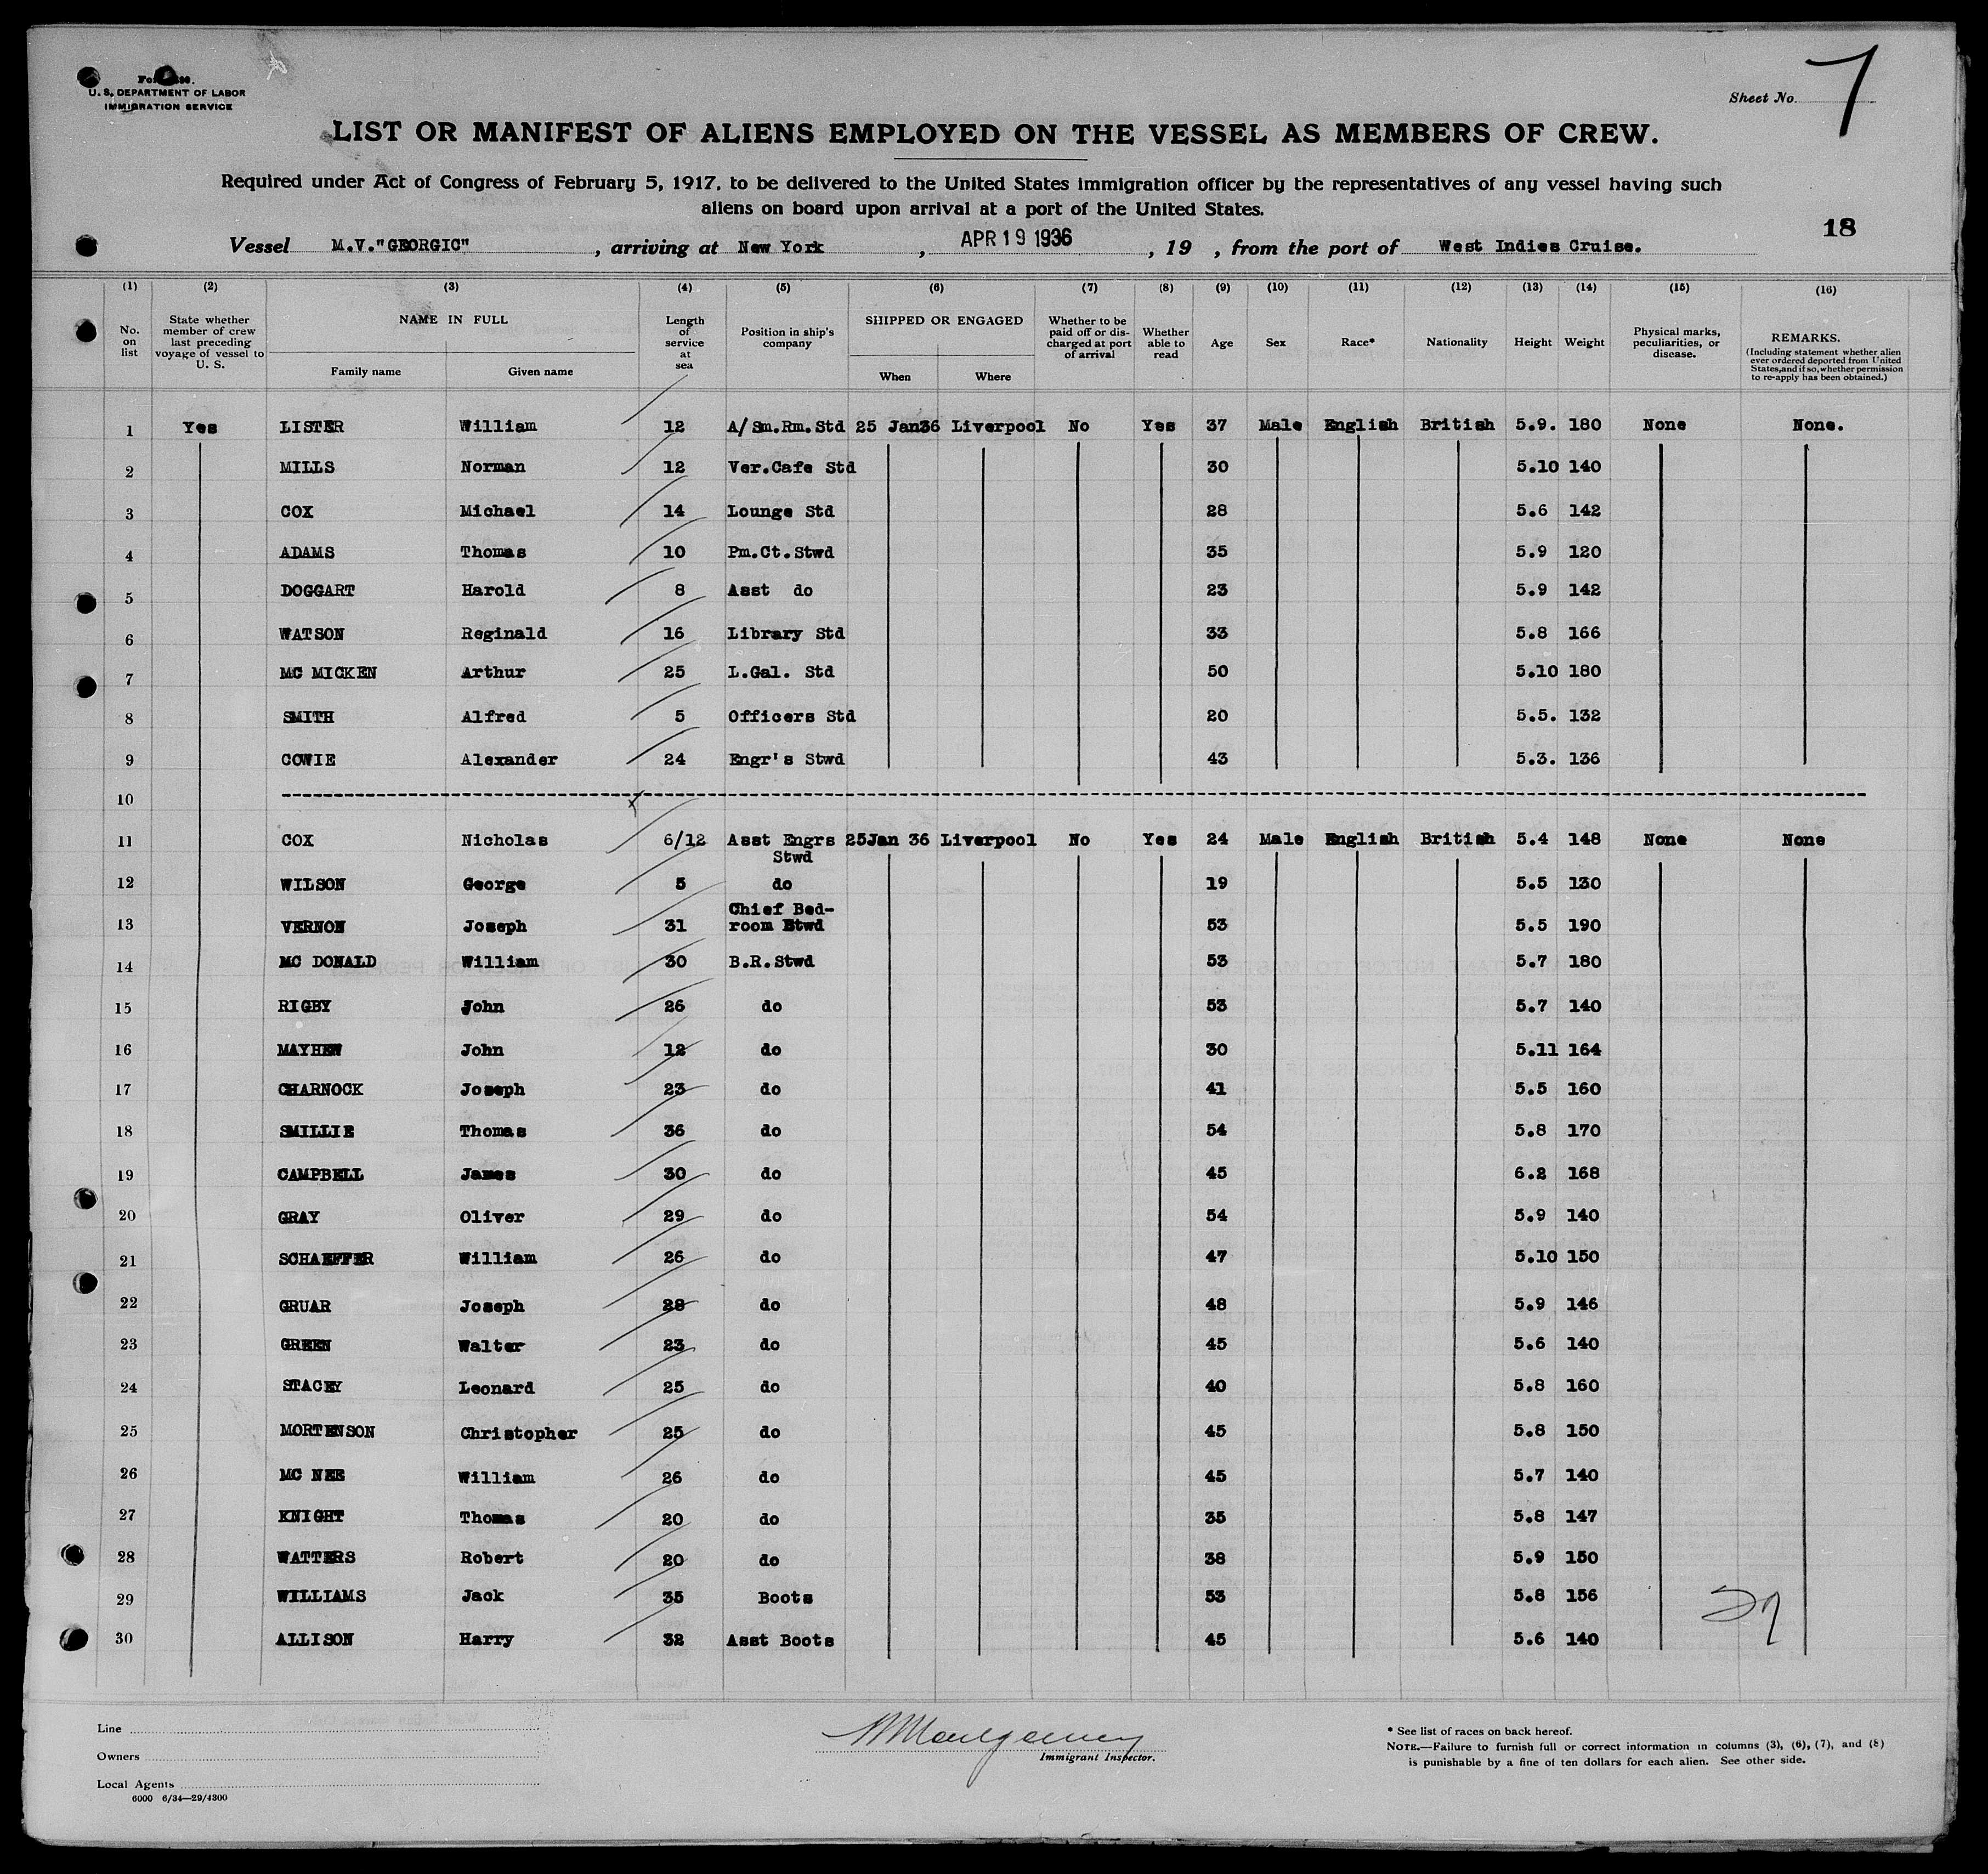 Sheet No. 7
U. S. DEPARTMENT OF LABOR
IMMIGRATION SERVICE
LIST OR MANIFEST OF ALIENS EMPLOYED ON THE VESSEL AS MEMBERS OF CREW.
Required under Act of Congress of February 5, 1917, to be delivered to the United States immigration officer by the representatives of any vessel having such
aliens on board upon arrival at a port of the United States.
18
Vessel M.V."GEORGIC" , arriving at New York , APR 19 1936 , 19 , from the port of West Indies Cruise.
(1) (2) (3) (4) (5) (6) (7) (8) (9) (10) (11) (12) (13) (14) (15) (16)
No. on list State whether member of crew last preceding voyage of vessel to U. S. NAME IN FULL Family name Given name Length of service at sea Position in ship's company SHIPPED OR ENGAGED When Where Whether to be paid off or discharged at port of arrival Whether able to read Age Sex Race* Nationality Height Weight Physical marks, peculiarities, or disease. REMARKS. (Including statement whether alien ever ordered deported from United States, and if so, whether permission to re-apply has been obtained.)
1 Yes LISTER William 12 A/Sm.Rm.Std 25 Jan36 Liverpool No Yes 37 Male English British 5.9. 180 None None.
2 MILLS Norman 12 Ver.Cafe Std 30 5.10 140
3 COX Michael 14 Lounge Std 28 5.6 142
4 ADAMS Thomas 10 Pm.Ct.Stwd 35 5.9 120
5 DOGGART Harold 8 Asst do 23 5.9 142
6 WATSON Reginald 16 Library Std 33 5.8 166
7 MC MICKEN Arthur 25 L.Gal. Std 50 5.10 180
8 SMITH Alfred 5 Officers Std 20 5.5. 132
9 COWIE Alexander 24 Engr's Stwd 43 5.3. 136
10
11 COX Nicholas 6/12 Asst Engrs Stwd 25Jan 36 Liverpool No Yes 24 Male English British 5.4 148 None None
12 WILSON George 5 do 19 5.5 130
13 VERNON Joseph 31 Chief Bed-room Stwd 53 5.5 190
14 MC DONALD William 30 B.R.Stwd 53 5.7 180
15 RIGBY John 26 do 53 5.7 140
16 MAYHEW John 12 do 30 5.11 164
17 CHARNOCK Joseph 23 do 41 5.5 160
18 SMILLIE Thomas 36 do 54 5.8 170
19 CAMPBELL James 30 do 45 6.2 168
20 GRAY Oliver 29 do 54 5.9 140
21 SCHAEFFER William 26 do 47 5.10 150
22 GRUAR Joseph 28 do 48 5.9 146
23 GREEN Walter 23 do 45 5.6 140
24 STACEY Leonard 25 do 40 5.8 160
25 MORTENSON Christopher 25 do 45 5.8 150
26 MC NEE William 26 do 45 5.7 140
27 KNIGHT Thomas 20 do 35 5.8 147
28 WATTERS Robert 20 do 38 5.9 150
29 WILLIAMS Jack 35 Boots 53 5.8 156
30 ALLISON Harry 32 Asst Boots 45 5.6 140
29
Line
Owners
Local Agents
6000 6/34—29/4300
Montgomery
Immigrant Inspector.
* See list of races on back hereof.
NOTE.—Failure to furnish full or correct information in columns (3), (6), (7), and (8)
is punishable by a fine of ten dollars for each alien. See other side.